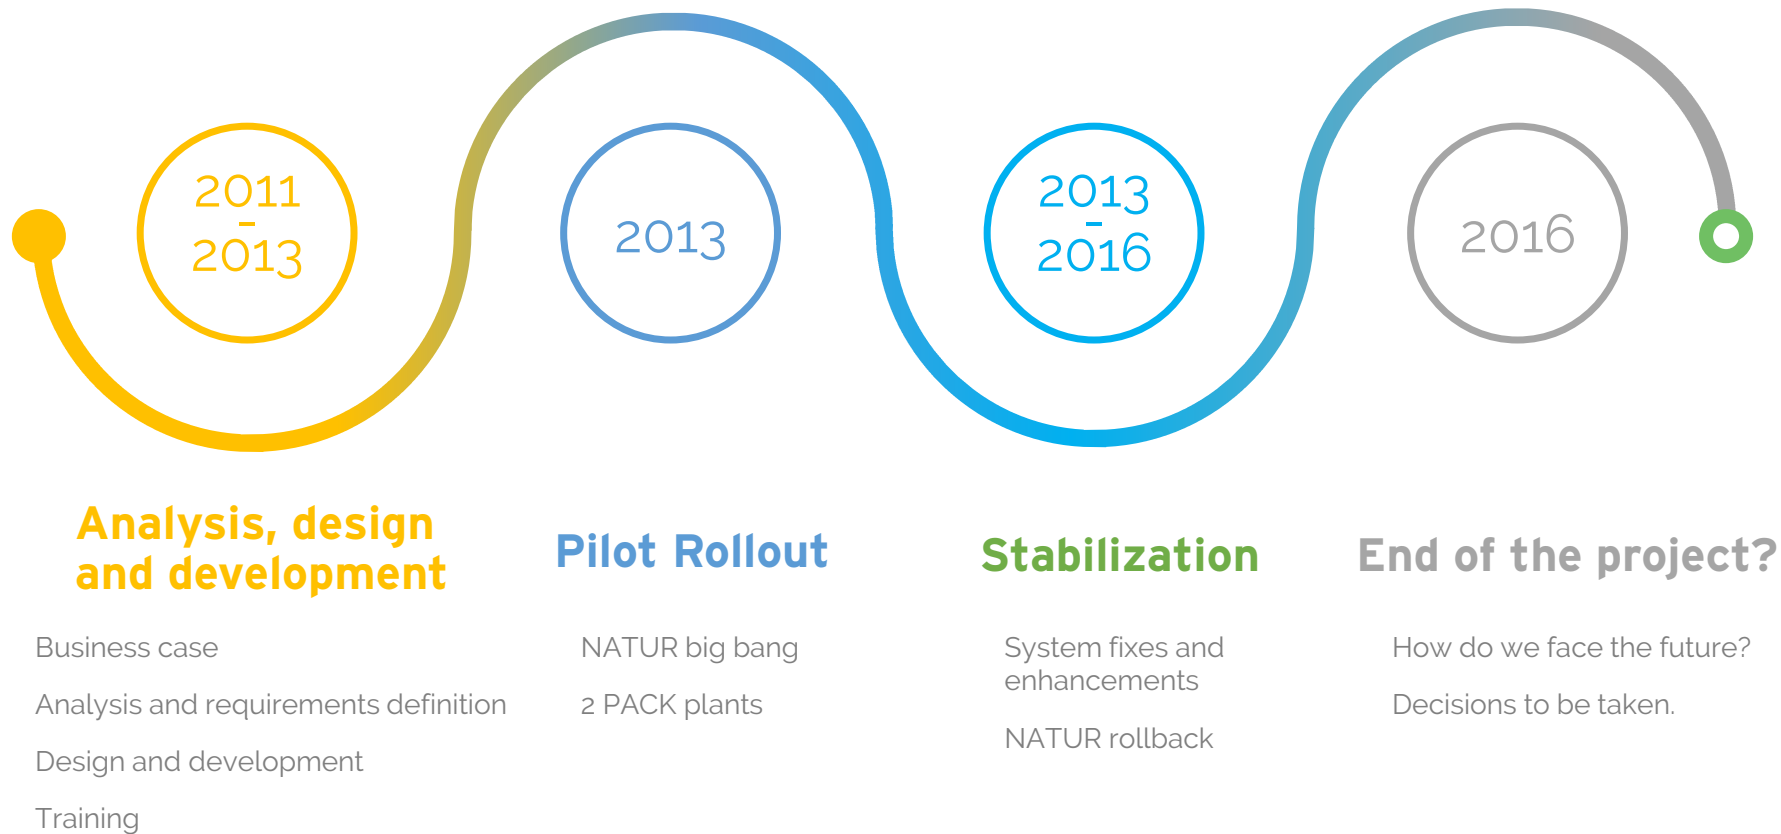 2011
-
2013
2013
2013
-
2016
2016
Analysis, design
and development
Business case
Analysis and requirements definition
Design and development
Training
Pilot Rollout
NATUR big bang
2 PACK plants
Stabilization
System fixes and
enhancements
NATUR rollback
End of the project?
How do we face the future?
Decisions to be taken.